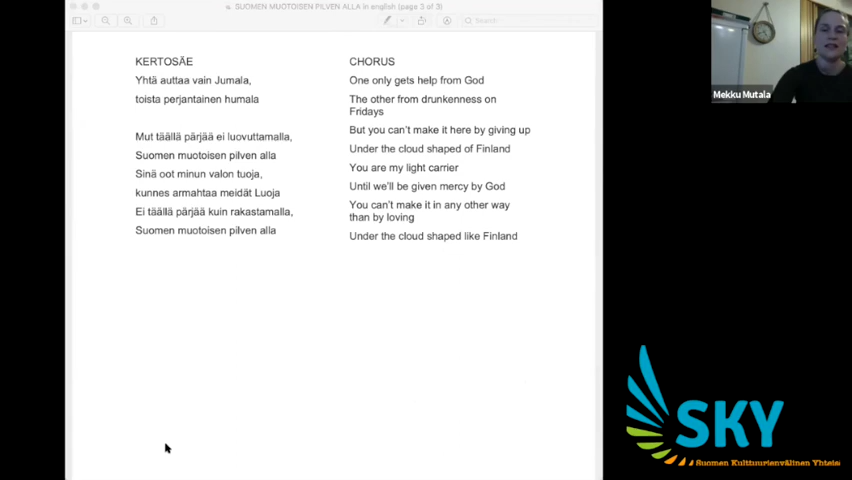 SUOMEN MUOTOISEN PILVEN ALLA in english (page 3 of 3)
Search
KERTOSÄE
Yhtä auttaa vain Jumala,
toista perjantainen humala
Mut täällä pärjää ei luovuttamalla,
Suomen muotoisen pilven alla
Sinä oot minun valon tuoja,
kunnes armahtaa meidät Luoja
Ei täällä pärjää kuin rakastamalla,
Suomen muotoisen pilven alla
CHORUS
One only gets help from God
The other from drunkenness on
Fridays
But you can't make it here by giving up
Under the cloud shaped of Finland
You are my light carrier
Until we'll be given mercy by God
You can't make it in any other way
than by loving
Under the cloud shaped like Finland
Mekku Mutala
SKY
Suomen Kulttuurienvälinen Yhteis